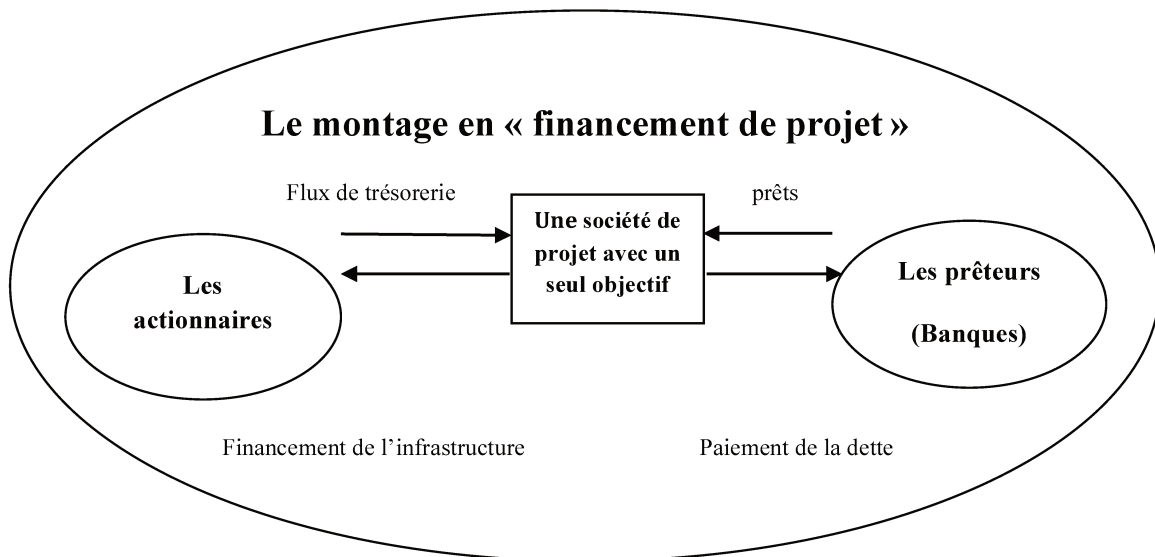 Le montage en « financement de projet »
Flux de trésorerie
prêts
Une société de
projet avec un
seul objectif
Les
actionnaires
Les prêteurs
(Banques)
Financement de l’infrastructure
Paiement de la dette